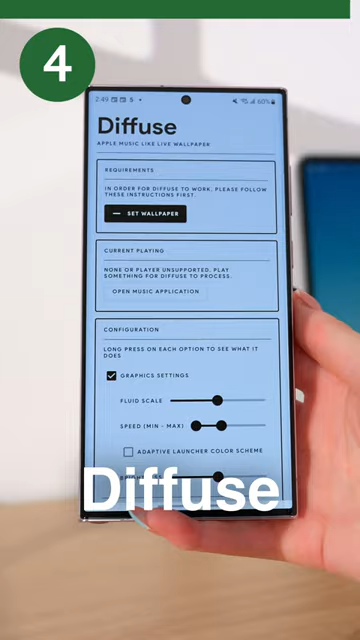 4
2:49
60%
Diffuse
APPLE MUSIC LIKE LIVE WALLPAPER
REQUIREMENTS
IN ORDER FOR DIFFUSE TO WORK, PLEASE FOLLOW
THESE INSTRUCTIONS FIRST.
SET WALLPAPER
CURRENT PLAYING
NONE OR PLAYER UNSUPPORTED, PLAY
SOMETHING FOR DIFFUSE TO PROCESS.
OPEN MUSIC APPLICATION
CONFIGURATION
LONG PRESS ON EACH OPTION TO SEE WHAT IT
DOES
GRAPHICS SETTINGS
FLUID SCALE
SPEED (MIN - MAX)
ADAPTIVE LAUNCHER COLOR SCHEME
Diffuse